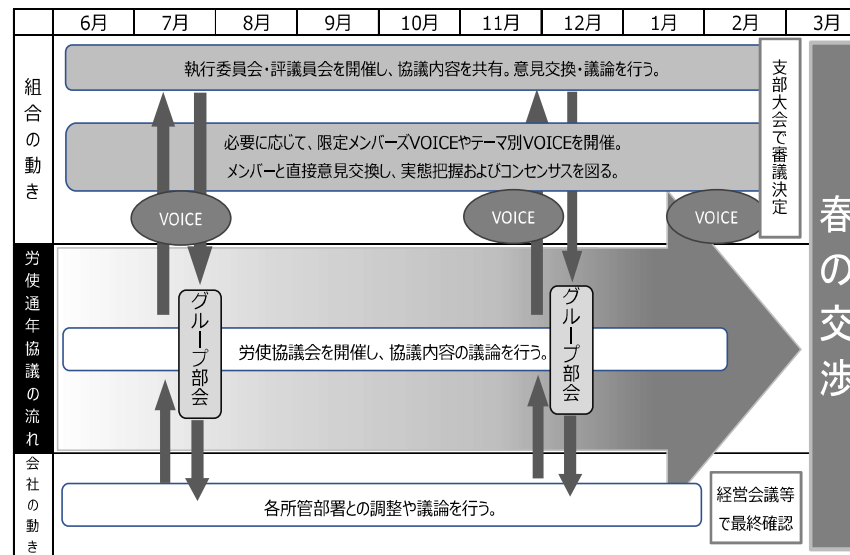 6月 7月 8月 9月 10月 11月 12月 1月 2月 3月
組合の動き
執行委員会・評議員会を開催し、協議内容を共有。意見交換・議論を行う。
必要に応じて、限定メンバーズVOICEやテーマ別VOICEを開催。
メンバーと直接意見交換し、実態把握およびコンセンサスを図る。
支部大会で審議決定
VOICE
VOICE
VOICE
春の交渉
労使通年協議の流れ
グループ部会
労使協議会を開催し、協議内容の議論を行う。
グループ部会
会社の動き
各所管部署との調整や議論を行う。
経営会議等
で最終確認